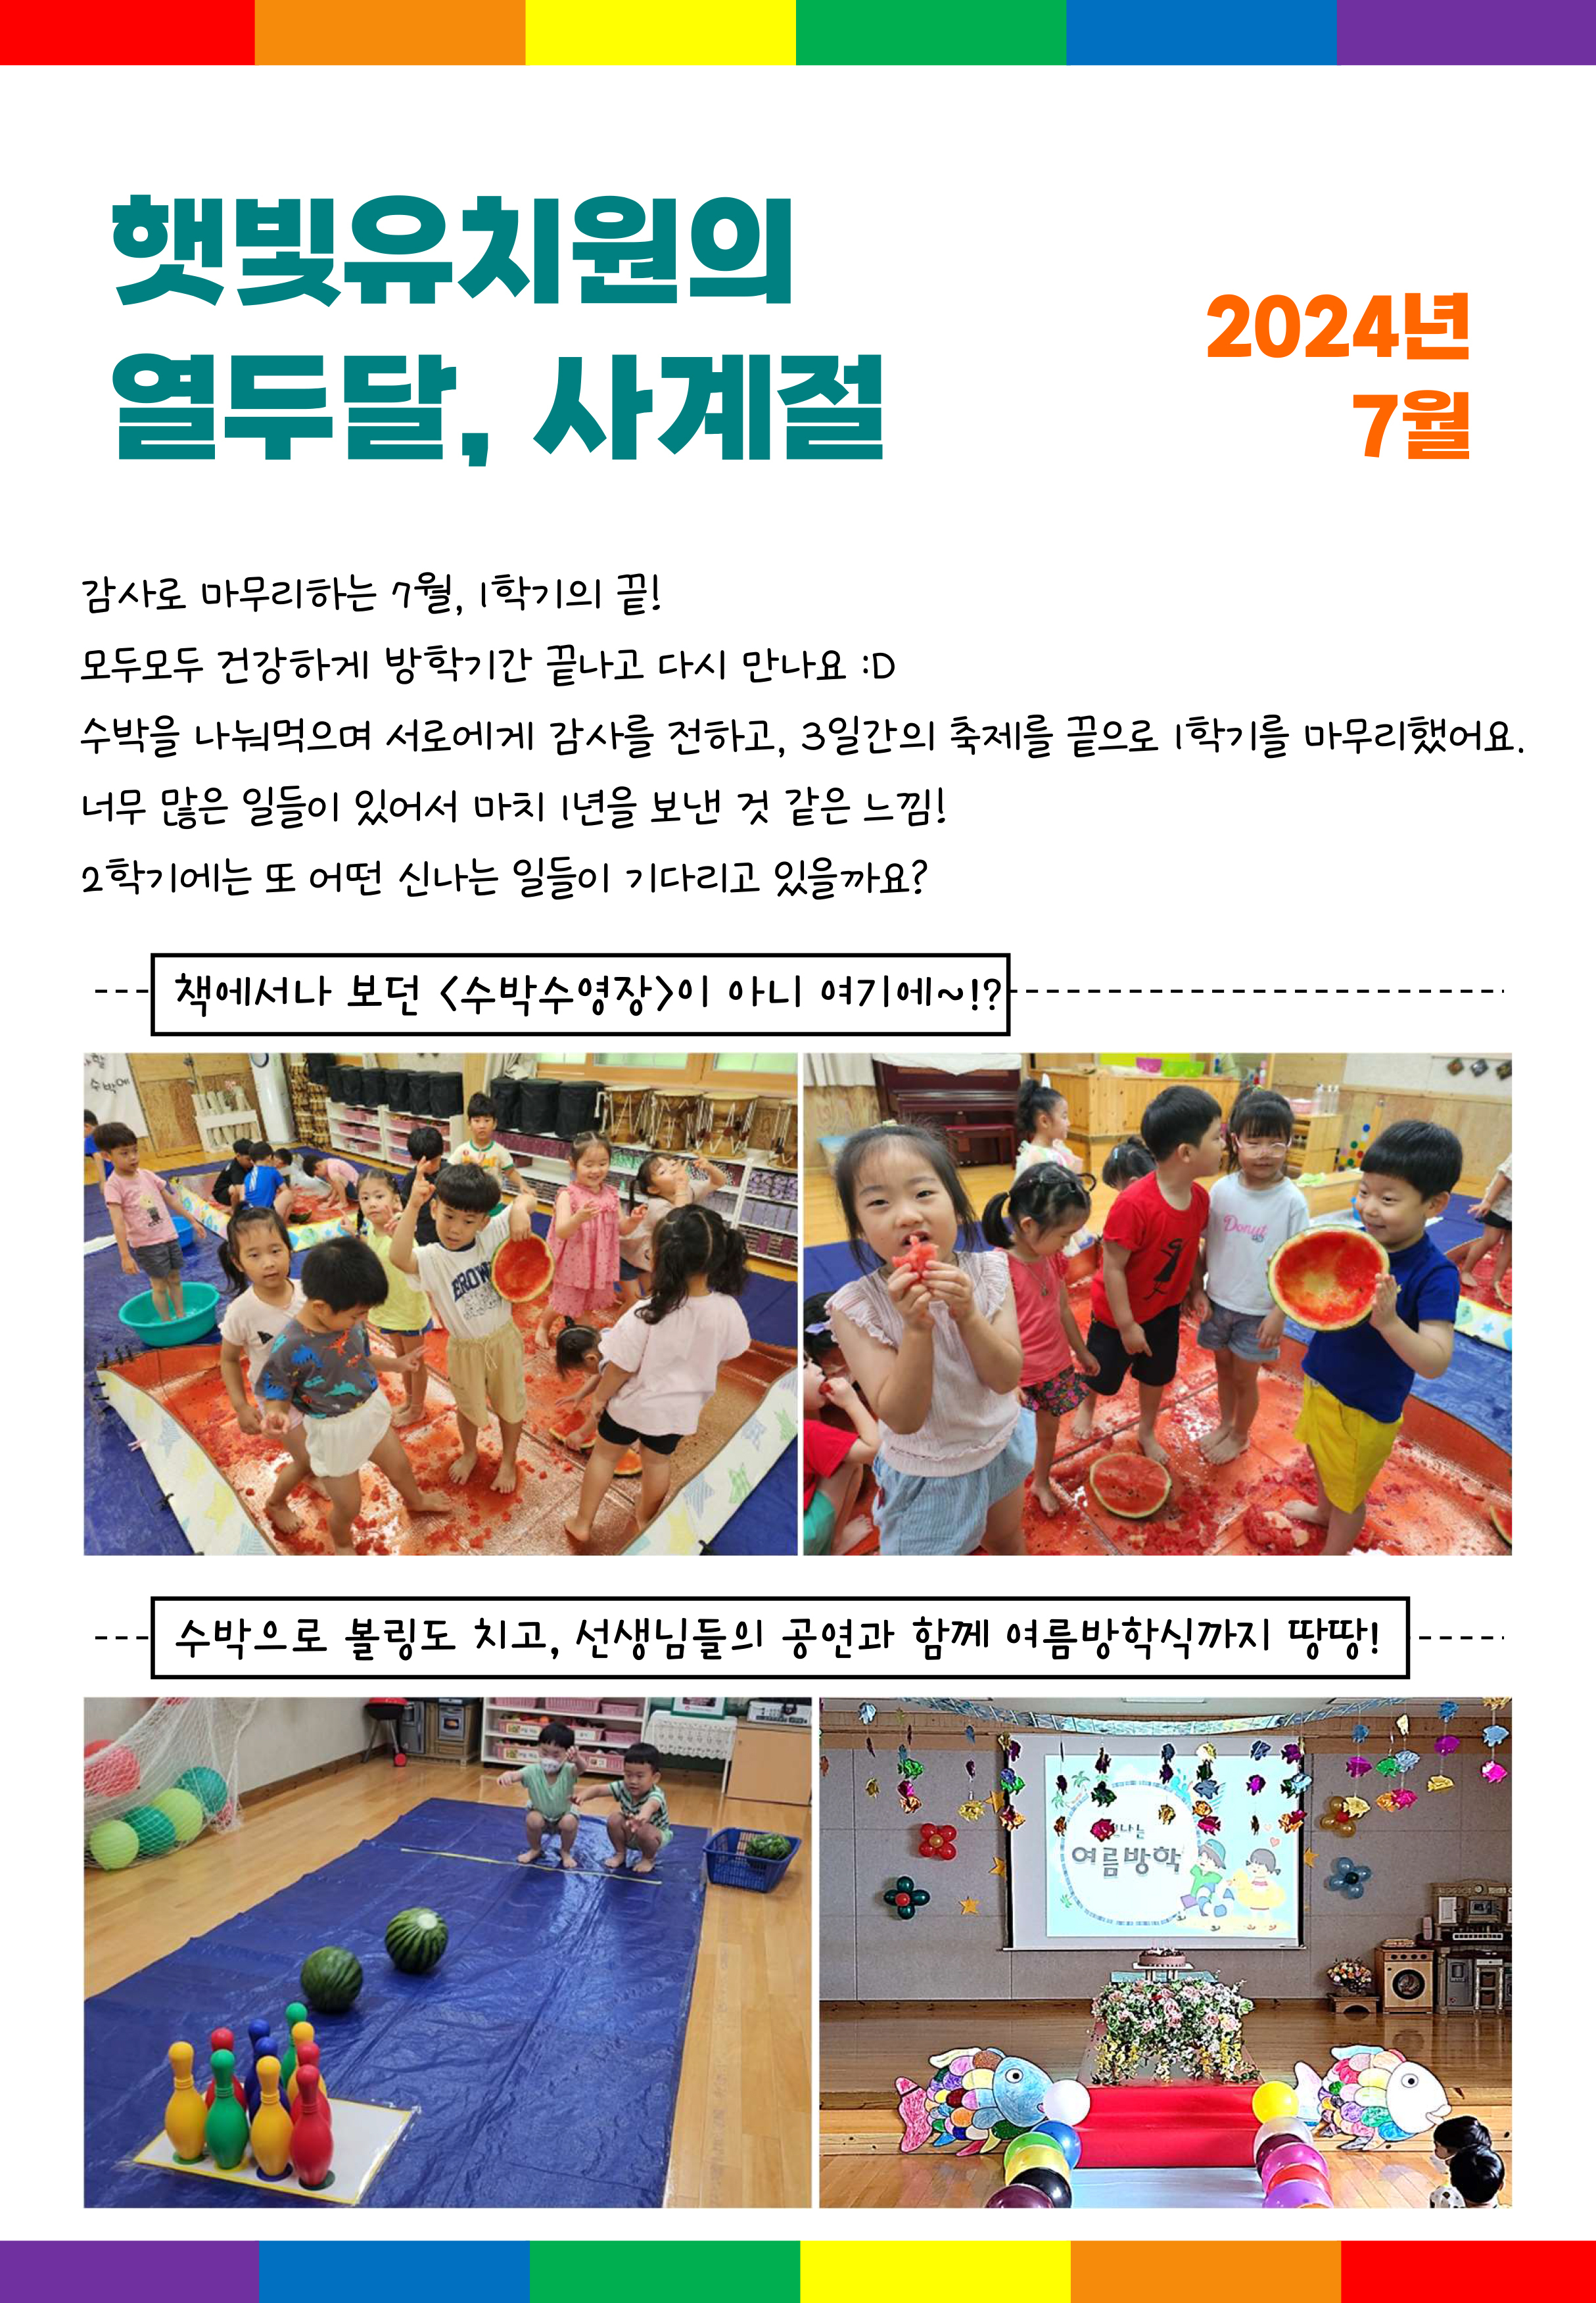 햇빛유치원의
열두달, 사계절
2024년
7월
감사로 마무리하는 7월, 1학기의 끝!
모두모두 건강하게 방학기간 끝나고 다시 만나요 :D
수박을 나눠먹으며 서로에게 감사를 전하고, 3일간의 축제를 끝으로 1학기를 마무리했어요.
너무 많은 일들이 있어서 마치 1년을 보낸 것 같은 느낌!
2학기에는 또 어떤 신나는 일들이 기다리고 있을까요?
책에서나 보던 <수박수영장>이 아니 여기에~!?
수박에
BROW
Donut
수박으로 볼링도 치고, 선생님들의 공연과 함께 여름방학식까지 땅땅!
여름방학